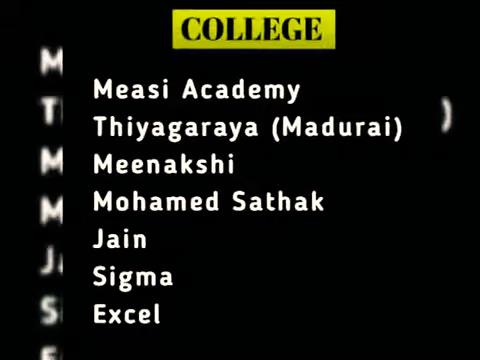 COLLEGE
Measi Academy
Thiyagaraya (Madurai)
Meenakshi
Mohamed Sathak
Jain
Sigma
Excel